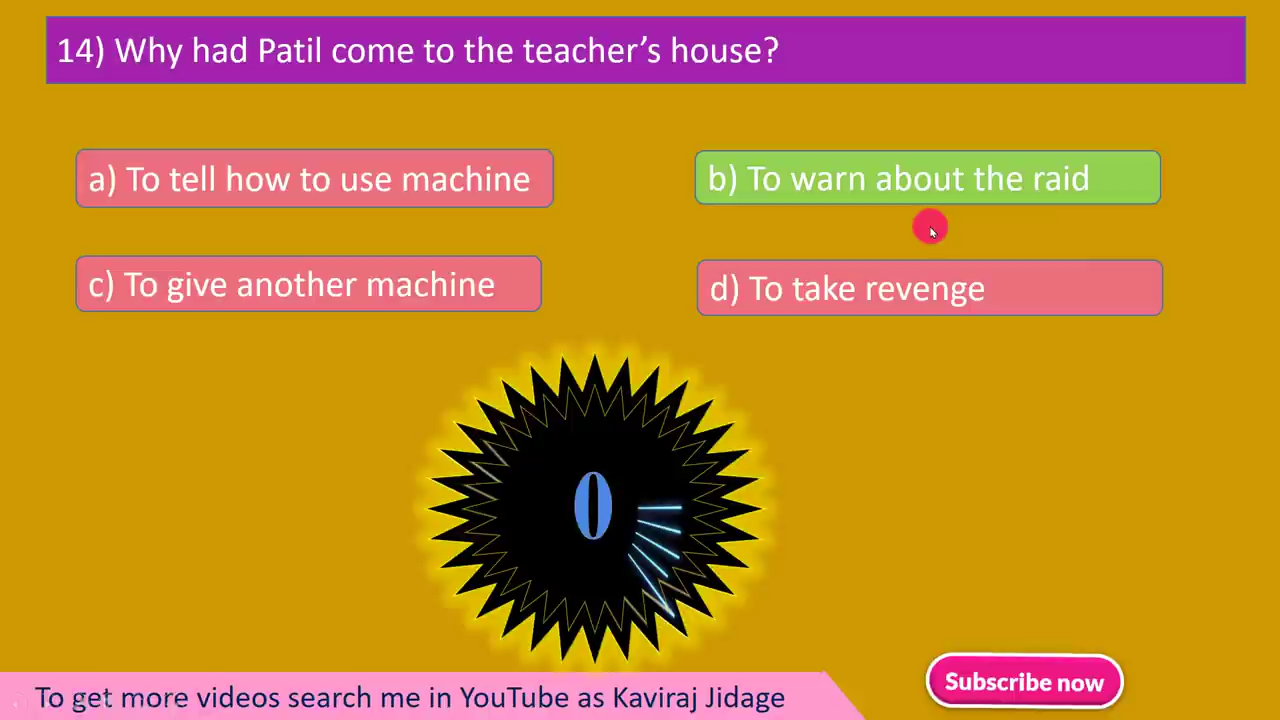 14) Why had Patil come to the teacher’s house?
a) To tell how to use machine
b) To warn about the raid
c) To give another machine
d) To take revenge
0
To get more videos search me in YouTube as Kaviraj Jidage
Subscribe now